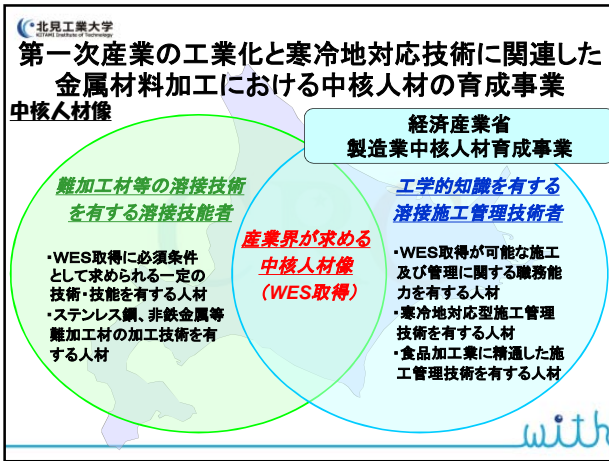 北見工業大学
KITAMI Institute of Technology
第一次産業の工業化と寒冷地対応技術に関連した
金属材料加工における中核人材の育成事業
中核人材像
経済産業省
製造業中核人材育成事業
難加工材等の溶接技術
を有する溶接技能者
・WES取得に必須条件
として求められる一定の
技術・技能を有する人材
・ステンレス鋼、非鉄金属等
難加工材の加工技術を有
する人材
産業界が求める
中核人材像
(WES取得)
工学的知識を有する
溶接施工管理技術者
・WES取得が可能な施工
及び管理に関する職務能
力を有する人材
・寒冷地対応型施工管理
技術を有する人材
・食品加工業に精通した施
工管理技術を有する人材
with